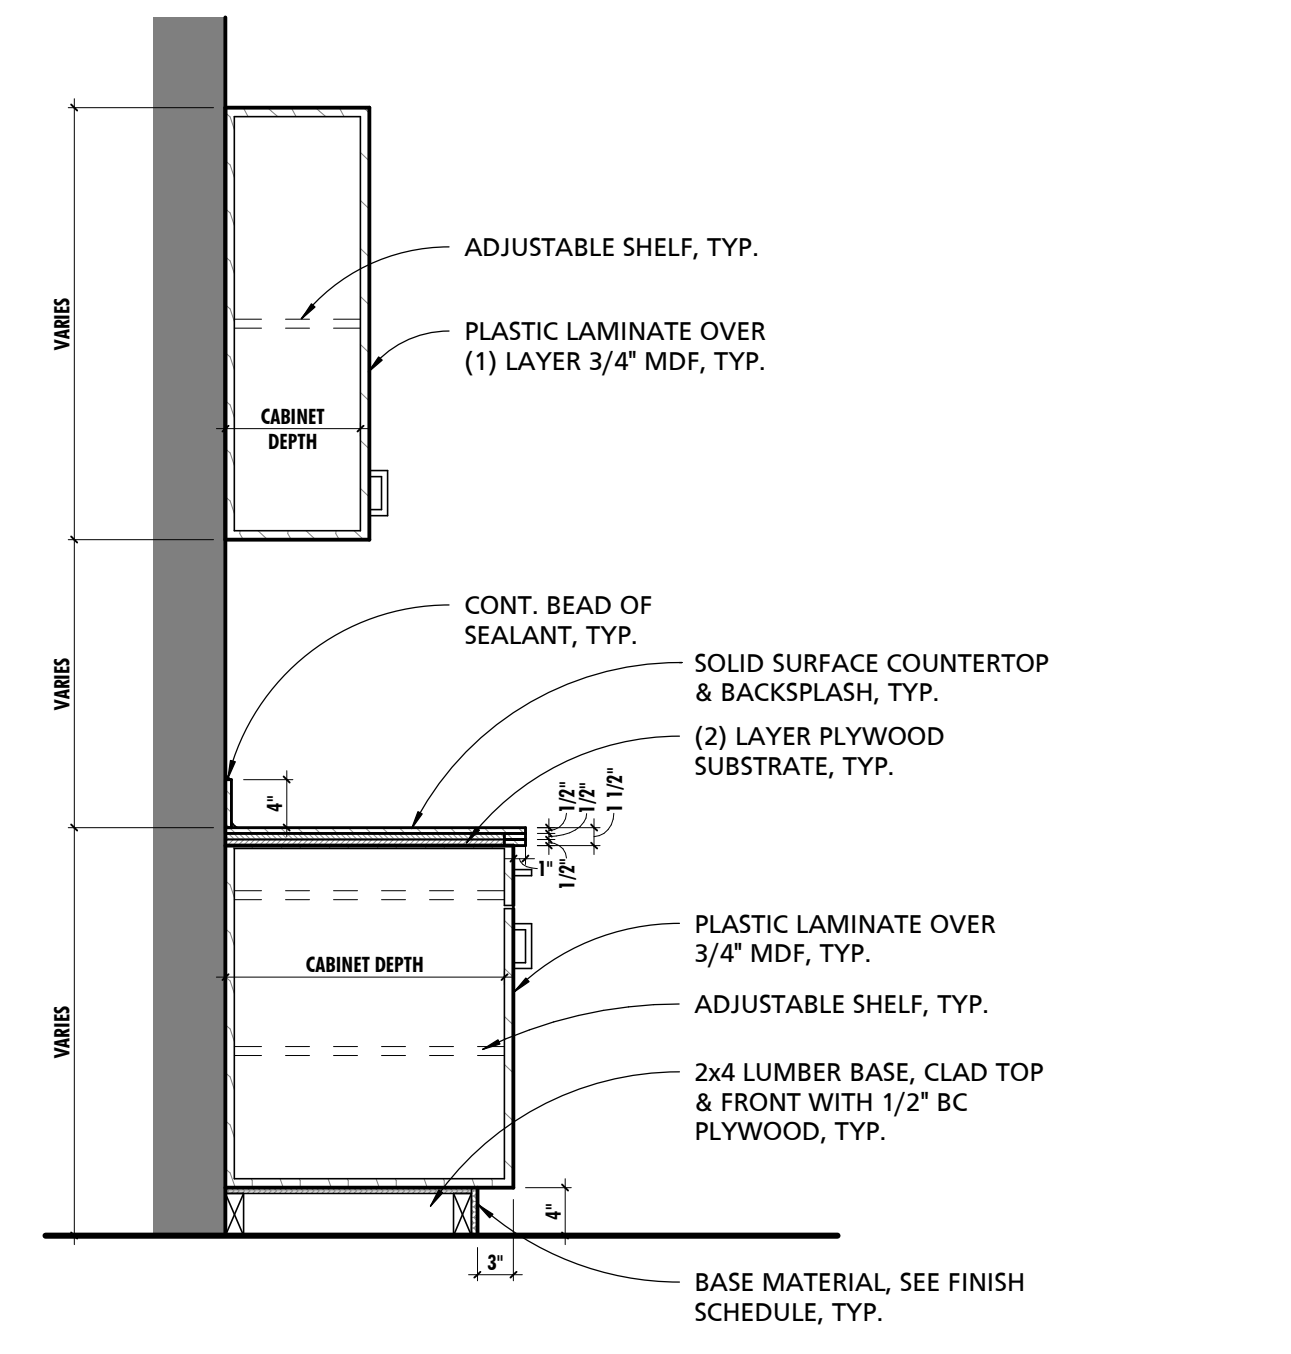 ADJUSTABLE SHELF, TYP.
PLASTIC LAMINATE OVER
(1) LAYER 3/4" MDF, TYP.
VARIES
CABINET
DEPTH
CONT. BEAD OF
SEALANT, TYP.
SOLID SURFACE COUNTERTOP
& BACKSPLASH, TYP.
(2) LAYER PLYWOOD
SUBSTRATE, TYP.
VARIES
4"
1/2"
1/2"
1 1/2"
1"
1/2"
PLASTIC LAMINATE OVER
3/4" MDF, TYP.
CABINET DEPTH
ADJUSTABLE SHELF, TYP.
VARIES
2x4 LUMBER BASE, CLAD TOP
& FRONT WITH 1/2" BC
PLYWOOD, TYP.
4"
3"
BASE MATERIAL, SEE FINISH
SCHEDULE, TYP.